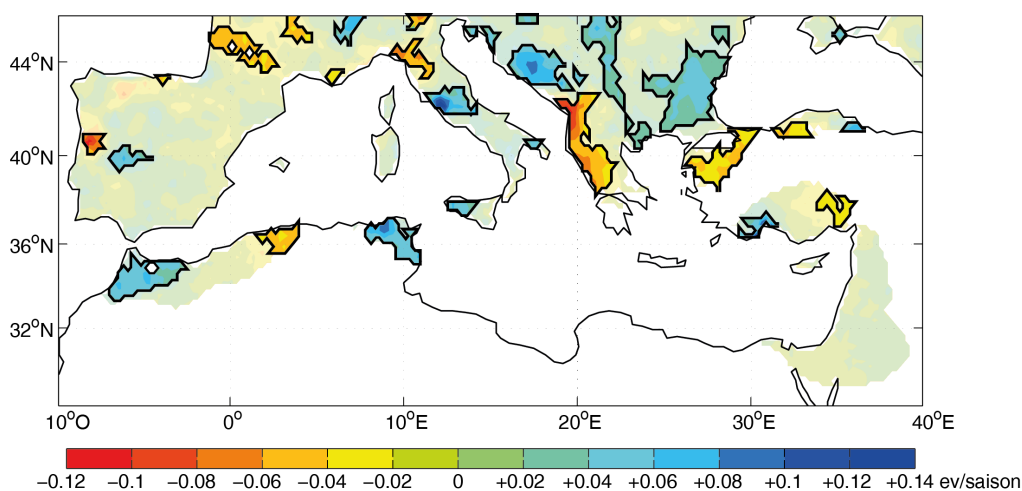 44°N
40°N
36°N
32°N
10°O 0° 10°E 20°E 30°E 40°E
−0.12 −0.1 −0.08 −0.06 −0.04 −0.02 0 +0.02 +0.04 +0.06 +0.08 +0.1 +0.12 +0.14 ev/saison